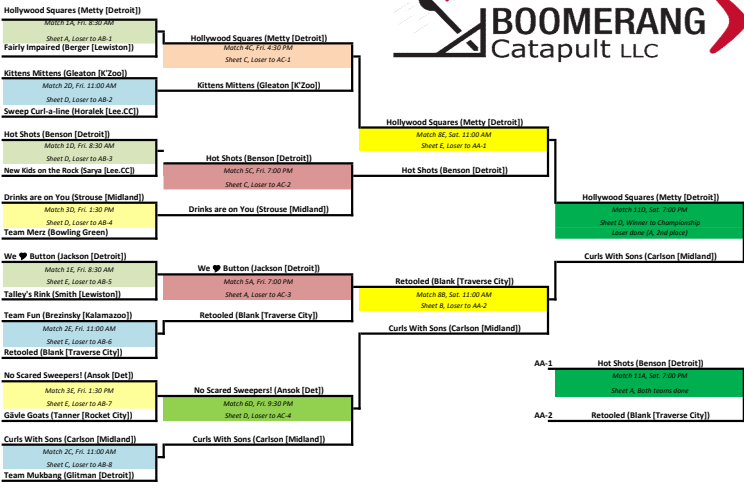 BOOMERANG
Catapult LLC
Hollywood Squares (Metty [Detroit])
Match 1A, Fri. 8:30 AM
Sheet A, Loser to AB-1
Fairly Impaired (Berger [Lewiston])
Kittens Mittens (Gleaton [K'Zoo])
Match 2D, Fri. 11:00 AM
Sheet D, Loser to AB-2
Sweep Curl-a-line (Horalek [Lee.CC])
Hot Shots (Benson [Detroit])
Match 1D, Fri. 8:30 AM
Sheet D, Loser to AB-3
New Kids on the Rock (Sarya [Lee.CC])
Drinks are on You (Strouse [Midland])
Match 3D, Fri. 1:30 PM
Sheet D, Loser to AB-4
Team Merz (Bowling Green)
We 🌳 Button (Jackson [Detroit])
Match 1E, Fri. 8:30 AM
Sheet E, Loser to AB-5
Talley's Rink (Smith [Lewiston])
Team Fun (Brezinsky [Kalamazoo])
Match 2E, Fri. 11:00 AM
Sheet E, Loser to AB-6
Retooled (Blank [Traverse City])
No Scared Sweepers! (Ansok [Det])
Match 3E, Fri. 1:30 PM
Sheet E, Loser to AB-7
Gävle Goats (Tanner [Rocket City])
Curls With Sons (Carlson [Midland])
Match 2C, Fri. 11:00 AM
Sheet C, Loser to AB-8
Team Mukbang (Glitman [Detroit])
Hollywood Squares (Metty [Detroit])
Match 4C, Fri. 4:30 PM
Sheet C, Loser to AC-1
Kittens Mittens (Gleaton [K'Zoo])
Hot Shots (Benson [Detroit])
Match 5C, Fri. 7:00 PM
Sheet C, Loser to AC-2
Drinks are on You (Strouse [Midland])
We 🌳 Button (Jackson [Detroit])
Match 5A, Fri. 7:00 PM
Sheet A, Loser to AC-3
Retooled (Blank [Traverse City])
No Scared Sweepers! (Ansok [Det])
Match 6D, Fri. 9:30 PM
Sheet D, Loser to AC-4
Curls With Sons (Carlson [Midland])
Hollywood Squares (Metty [Detroit])
Match 8E, Sat. 11:00 AM
Sheet E, Loser to AA-1
Hot Shots (Benson [Detroit])
Retooled (Blank [Traverse City])
Match 8B, Sat. 11:00 AM
Sheet B, Loser to AA-2
Curls With Sons (Carlson [Midland])
Hollywood Squares (Metty [Detroit])
Match 11D, Sat. 7:00 PM
Sheet D, Winner to Championship
Loser done (A, 2nd place)
Curls With Sons (Carlson [Midland])
AA-1 Hot Shots (Benson [Detroit])
Match 11A, Sat. 7:00 PM
Sheet A, Both teams done
AA-2 Retooled (Blank [Traverse City])